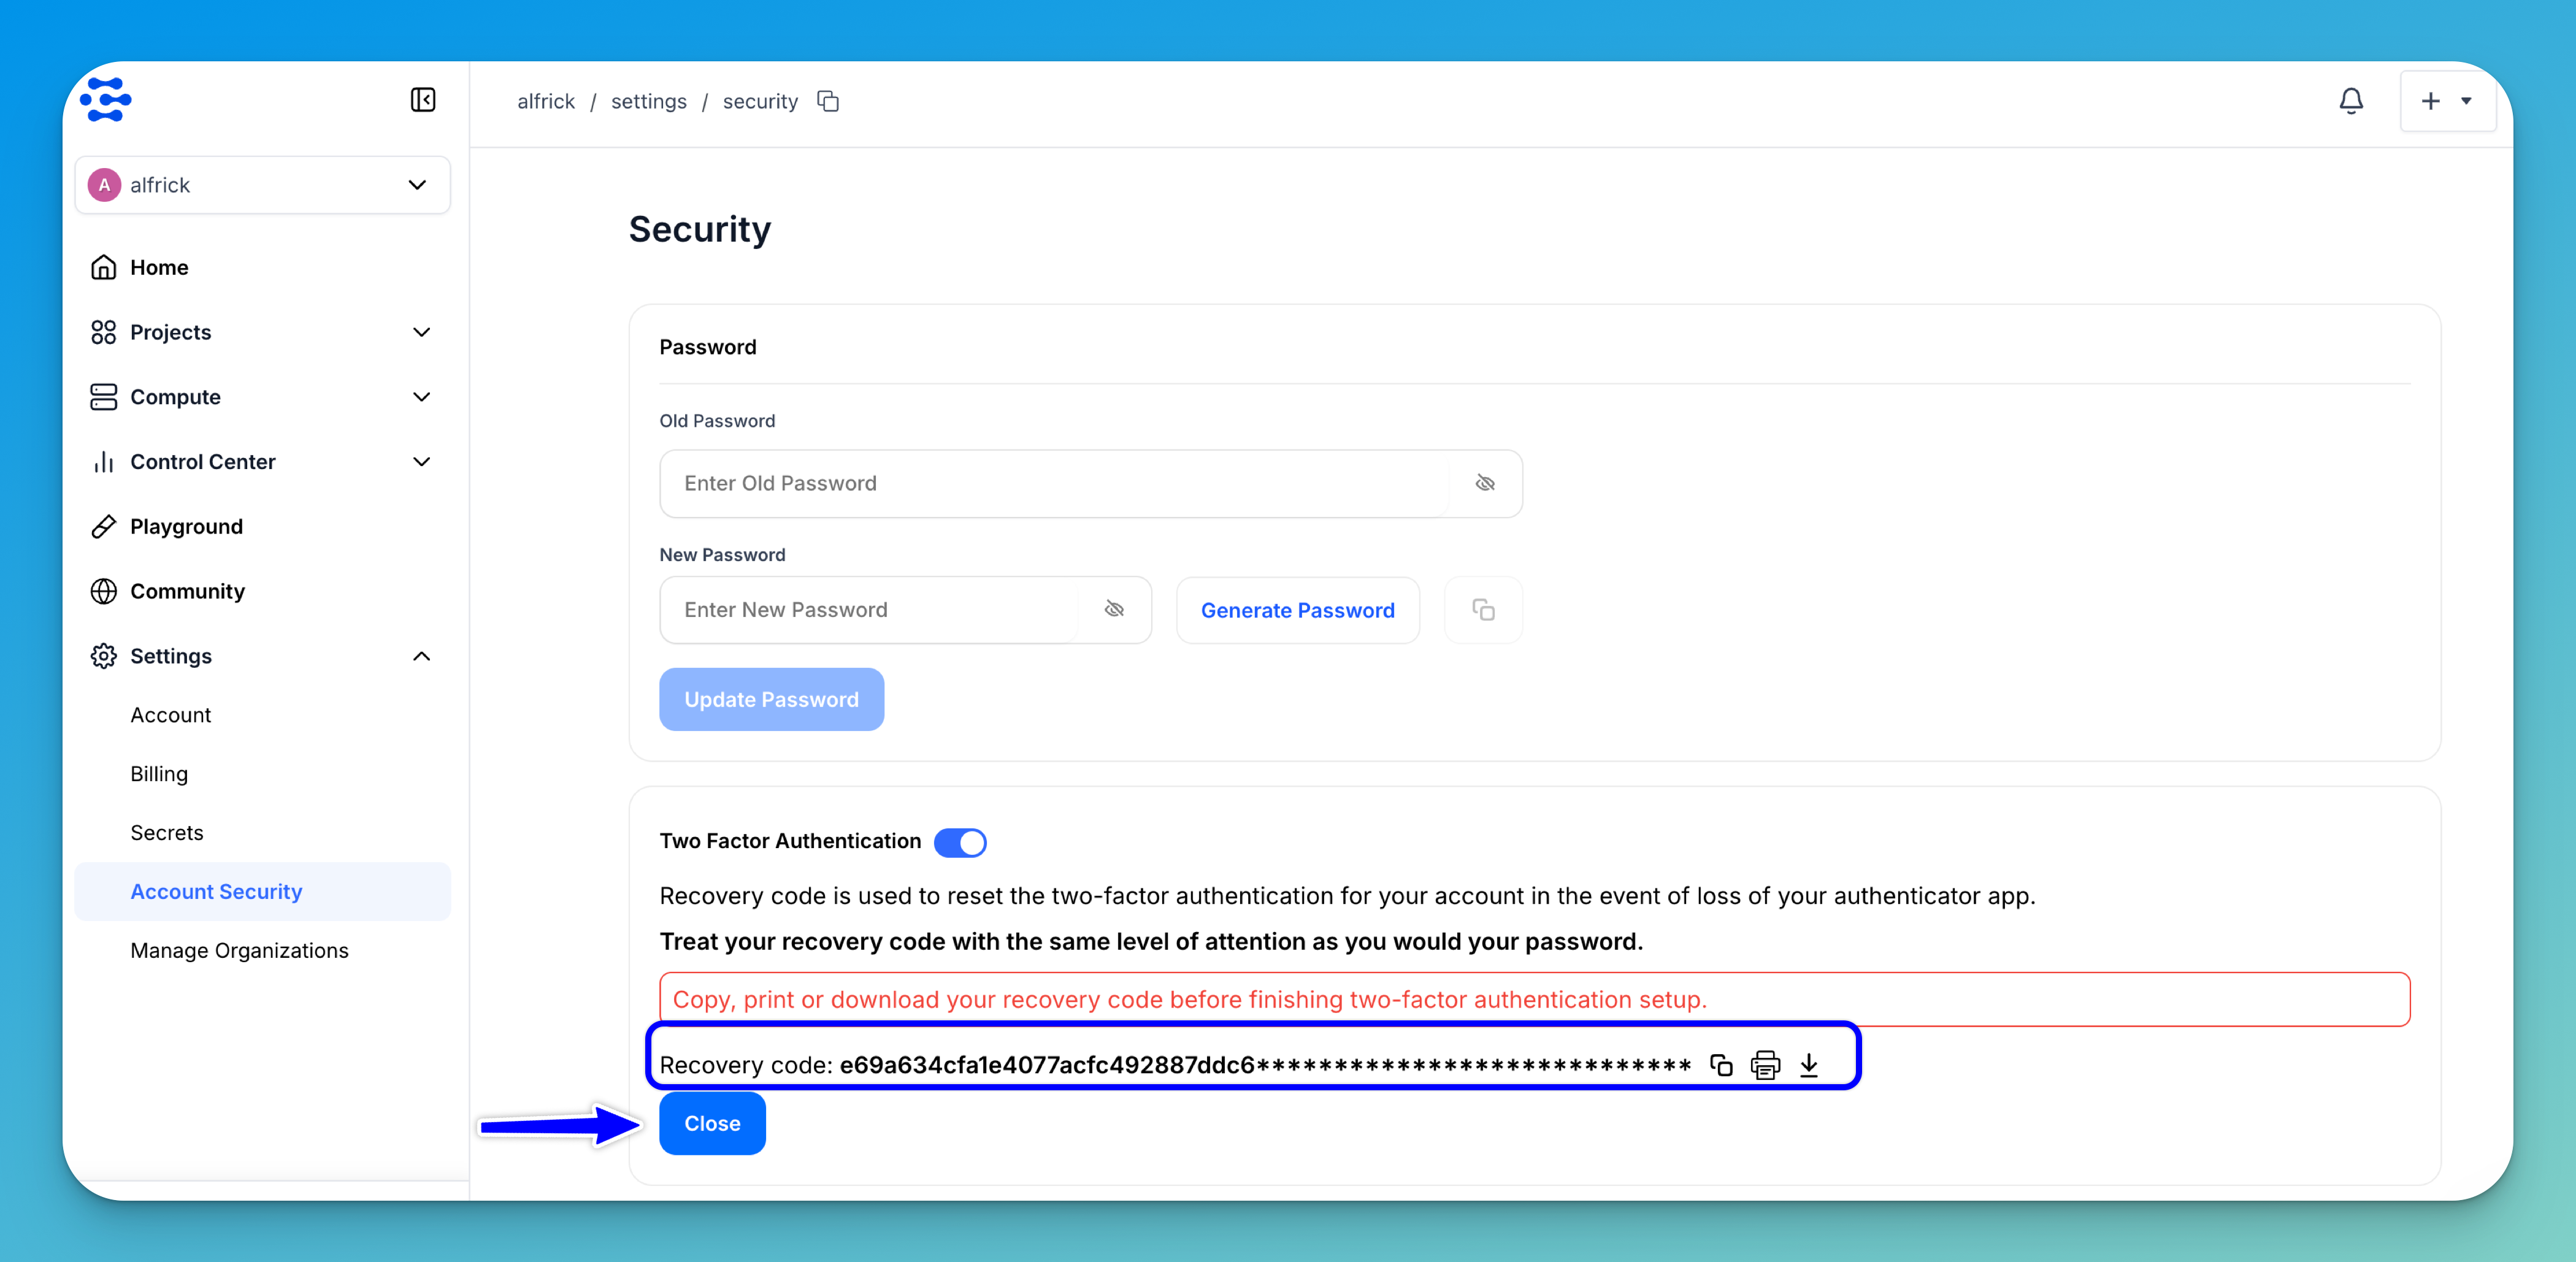 alfrick / settings / security
A alfrick
Home
Projects
Compute
Control Center
Playground
Community
Settings
Account
Billing
Secrets
Account Security
Manage Organizations
Security
Password
Old Password
Enter Old Password
New Password
Enter New Password
Generate Password
Update Password
Two Factor Authentication
Recovery code is used to reset the two-factor authentication for your account in the event of loss of your authenticator app.
Treat your recovery code with the same level of attention as you would your password.
Copy, print or download your recovery code before finishing two-factor authentication setup.
Recovery code: e69a634cfa1e4077acfc492887ddc6****************************
Close